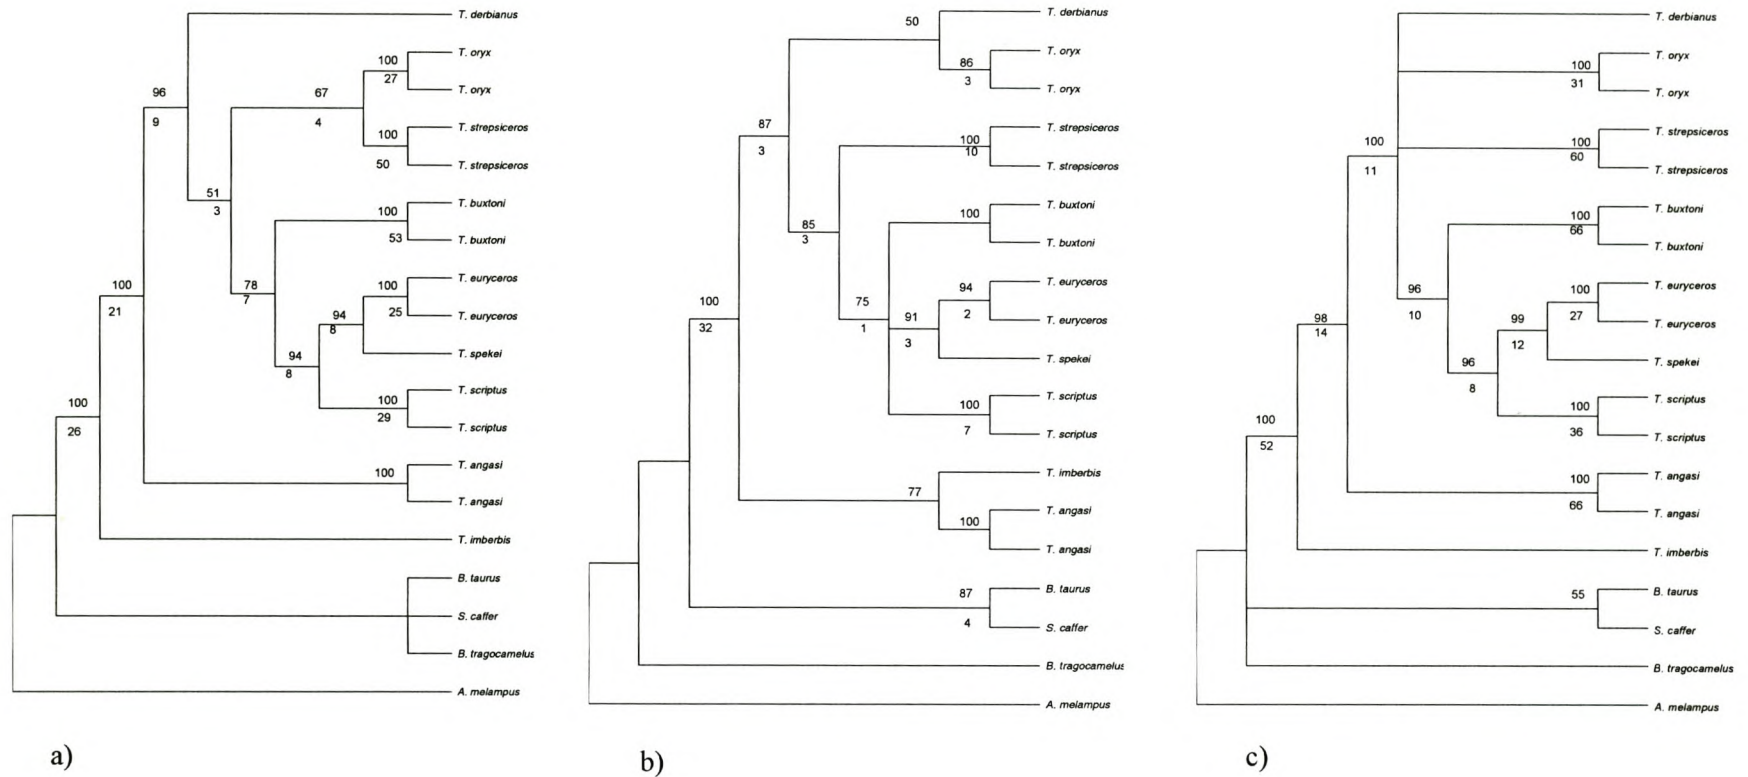 T. derbianus
T. oryx
T. oryx
T. strepsiceros
T. strepsiceros
T. buxtoni
T. buxtoni
T. euryceros
T. euryceros
T. spekei
T. scriptus
T. scriptus
T. angasi
T. angasi
T. imberbis
B. taurus
S. caffer
B. tragocamelus
A. melampus
96
9
100
27
67
4
100
50
51
3
100
53
78
7
100
25
94
8
94
8
100
29
100
21
100
26
100
a)
T. derbianus
T. oryx
T. oryx
T. strepsiceros
T. strepsiceros
T. buxtoni
T. buxtoni
T. euryceros
T. euryceros
T. spekei
T. scriptus
T. scriptus
T. imberbis
T. angasi
T. angasi
B. taurus
S. caffer
B. tragocamelus
A. melampus
50
86
3
87
3
100
10
85
3
100
94
2
75
1
91
3
100
32
100
7
77
100
87
4
b)
T. derbianus
T. oryx
T. oryx
T. strepsiceros
T. strepsiceros
T. buxtoni
T. buxtoni
T. euryceros
T. euryceros
T. spekei
T. scriptus
T. scriptus
T. angasi
T. angasi
T. imberbis
B. taurus
S. caffer
B. tragocamelus
A. melampus
100
31
100
60
100
11
100
66
96
10
100
27
99
12
96
8
100
36
98
14
100
52
100
66
55
c)